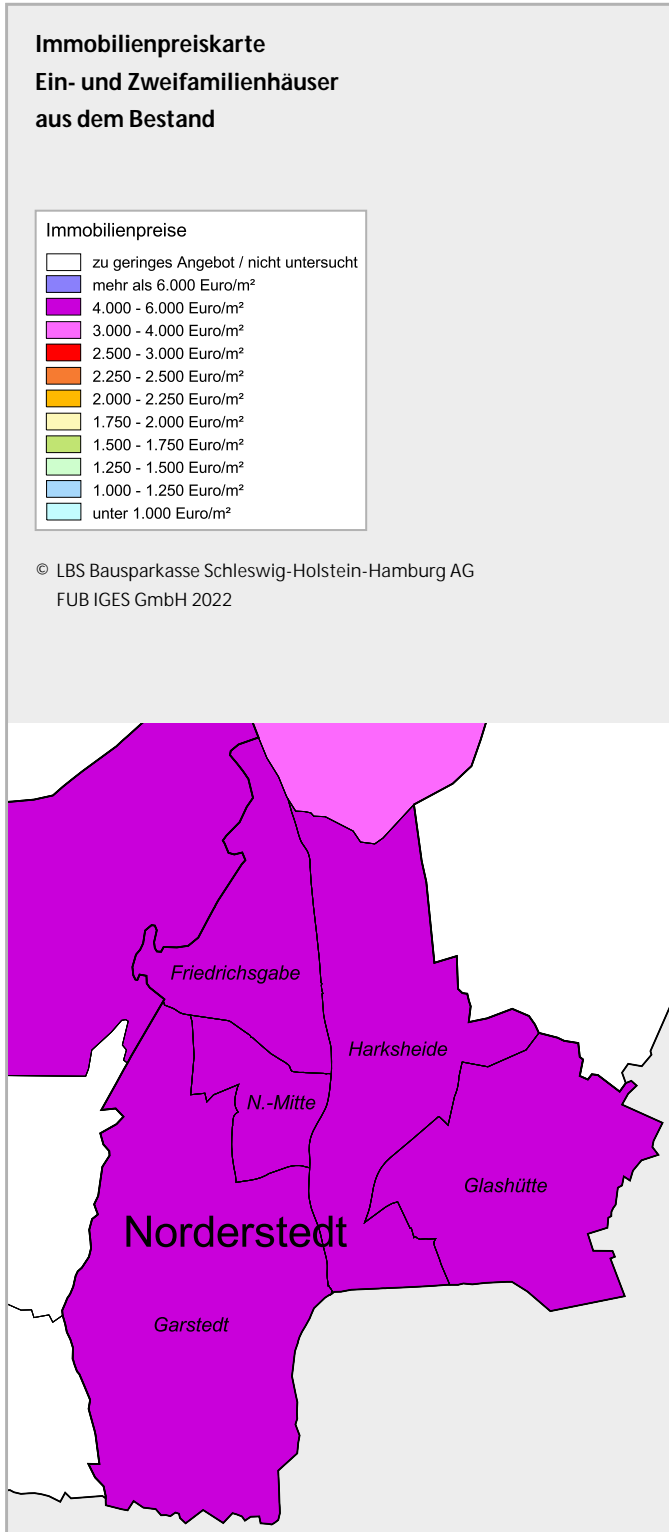 Immobilienpreiskarte
Ein- und Zweifamilienhäuser
aus dem Bestand
Immobilienpreise
zu geringes Angebot / nicht untersucht
mehr als 6.000 Euro/m²
4.000 - 6.000 Euro/m²
3.000 - 4.000 Euro/m²
2.500 - 3.000 Euro/m²
2.250 - 2.500 Euro/m²
2.000 - 2.250 Euro/m²
1.750 - 2.000 Euro/m²
1.500 - 1.750 Euro/m²
1.250 - 1.500 Euro/m²
1.000 - 1.250 Euro/m²
unter 1.000 Euro/m²
© LBS Bausparkasse Schleswig-Holstein-Hamburg AG
FUB IGES GmbH 2022
Friedrichsgabe
Harksheide
N.-Mitte
Glashütte
Norderstedt
Garstedt